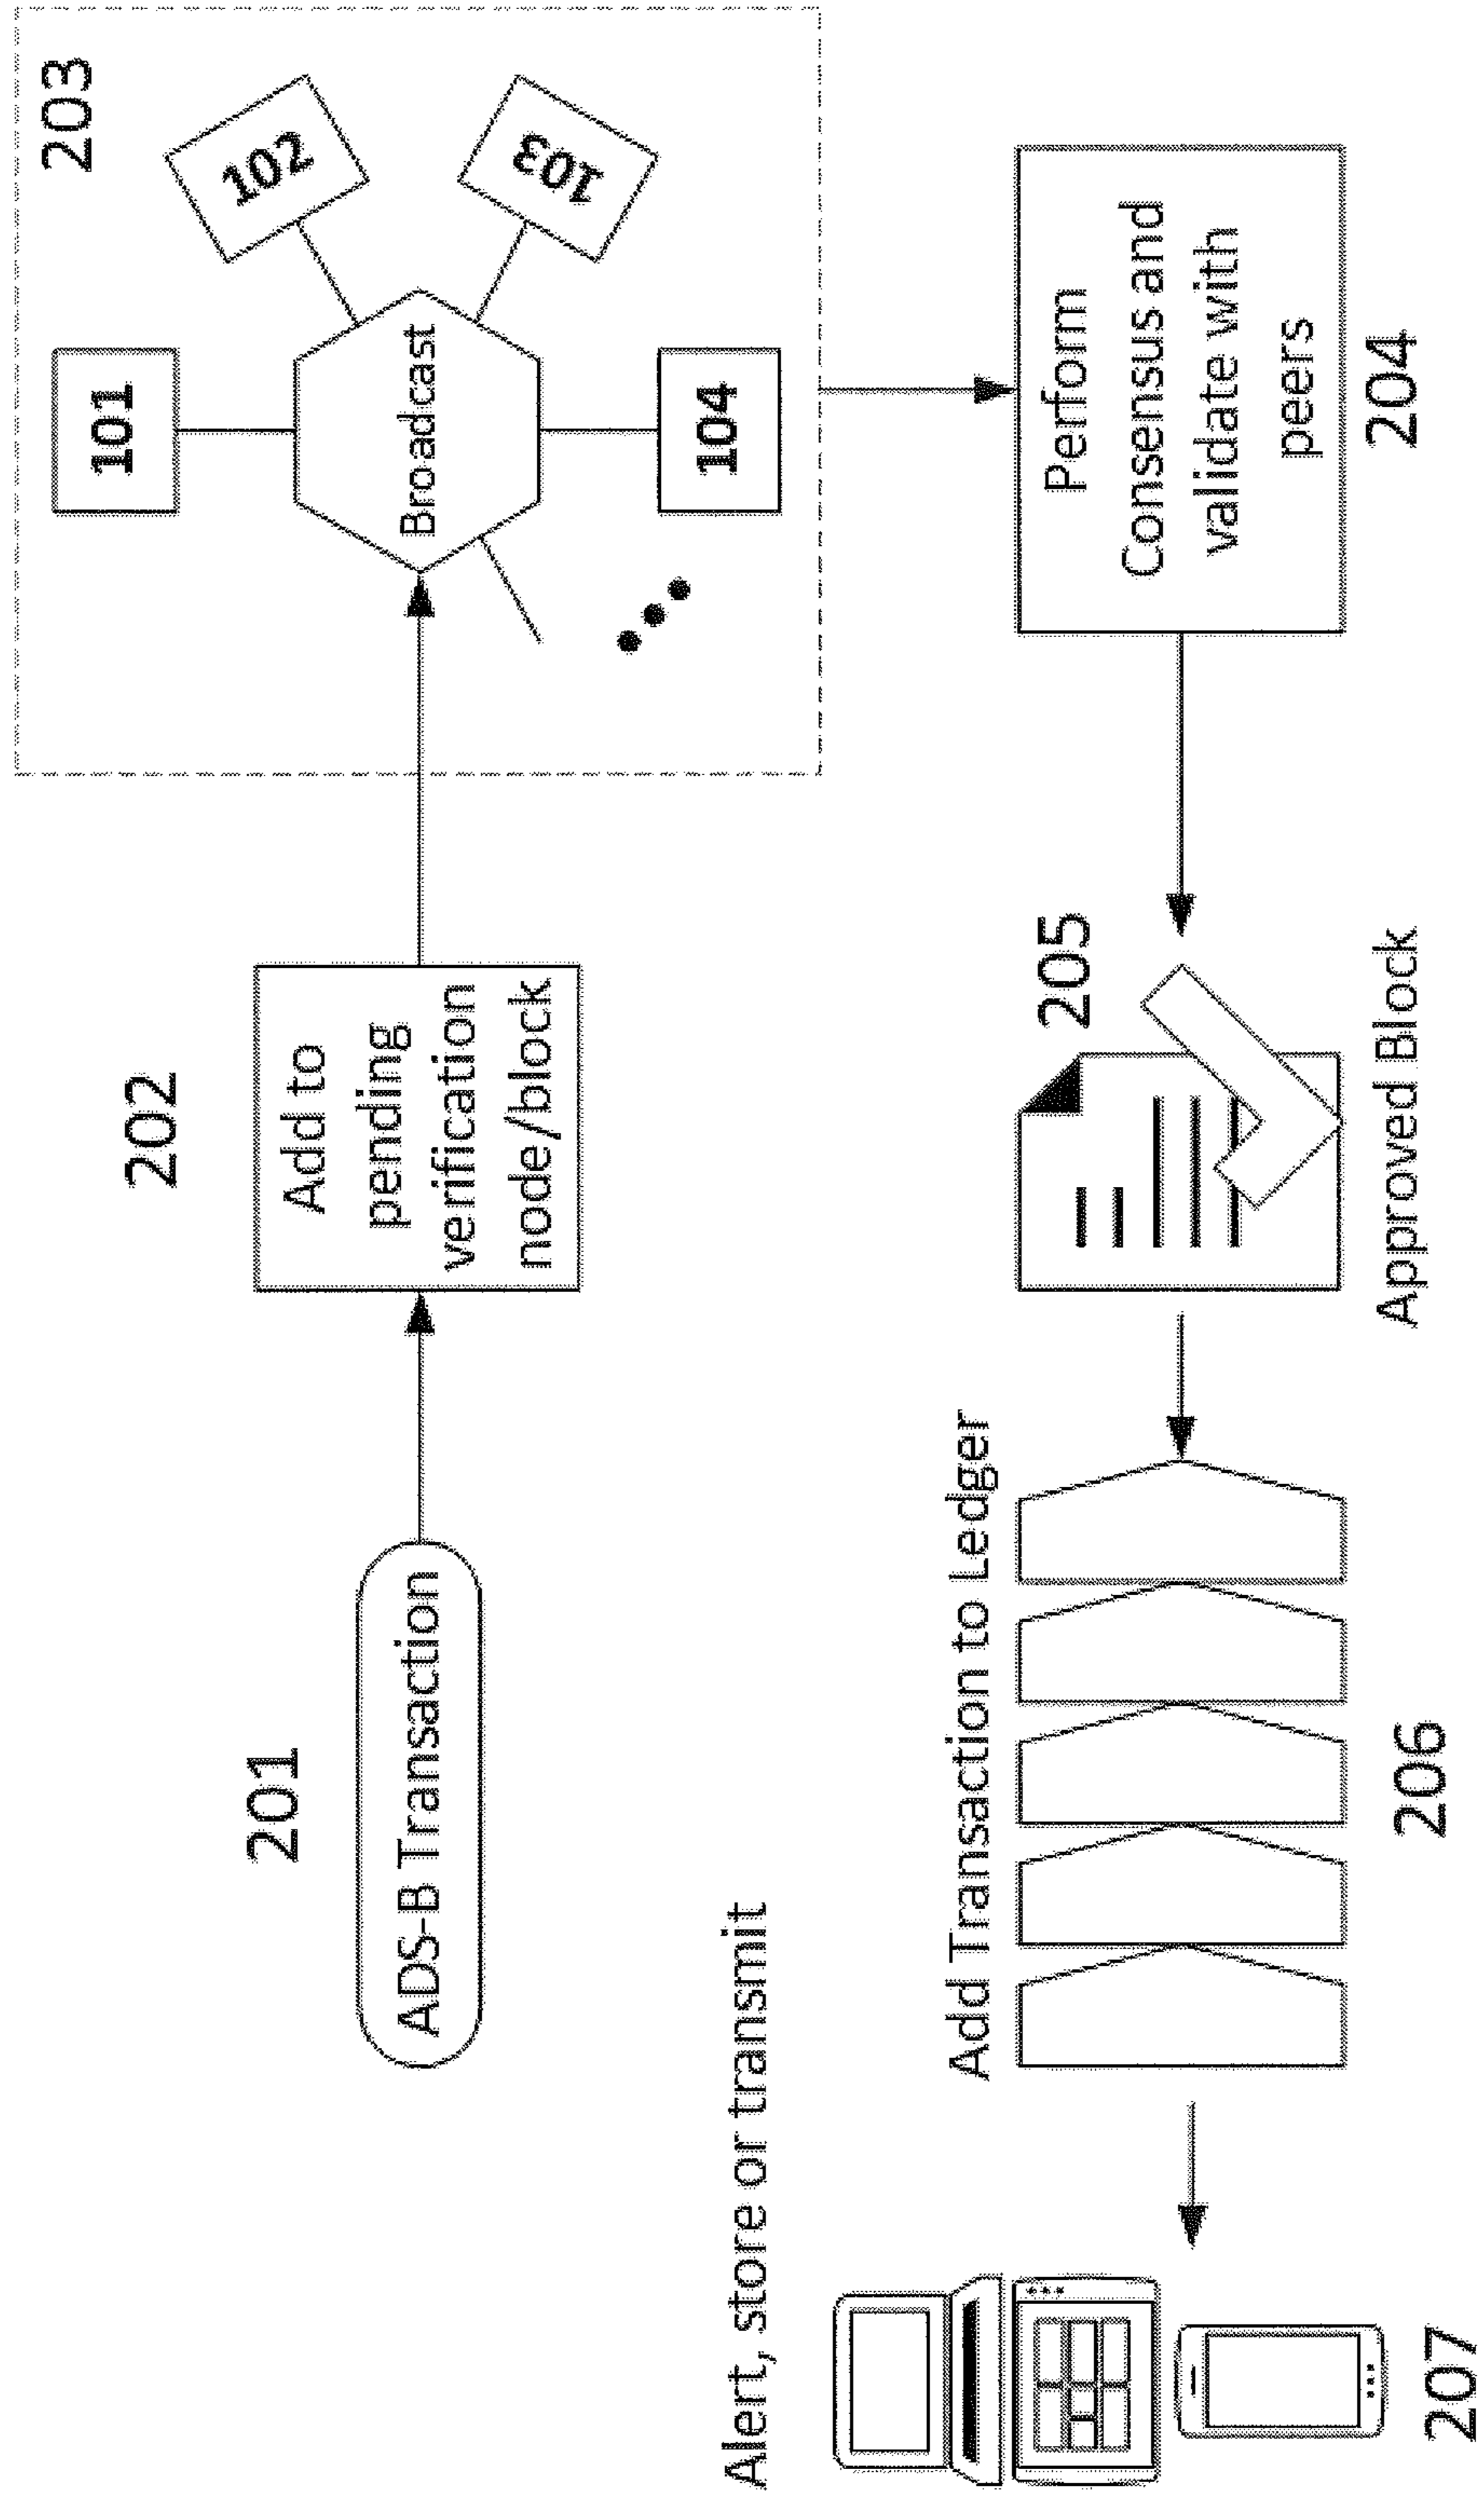 201
ADS-B Transaction
202
Add to
pending
verification
node/block
203
101
102
Broadcast
103
104
Perform
Consensus and
validate with
peers
204
205
Approved Block
Add Transaction to Ledger
206
Alert, store or transmit
207